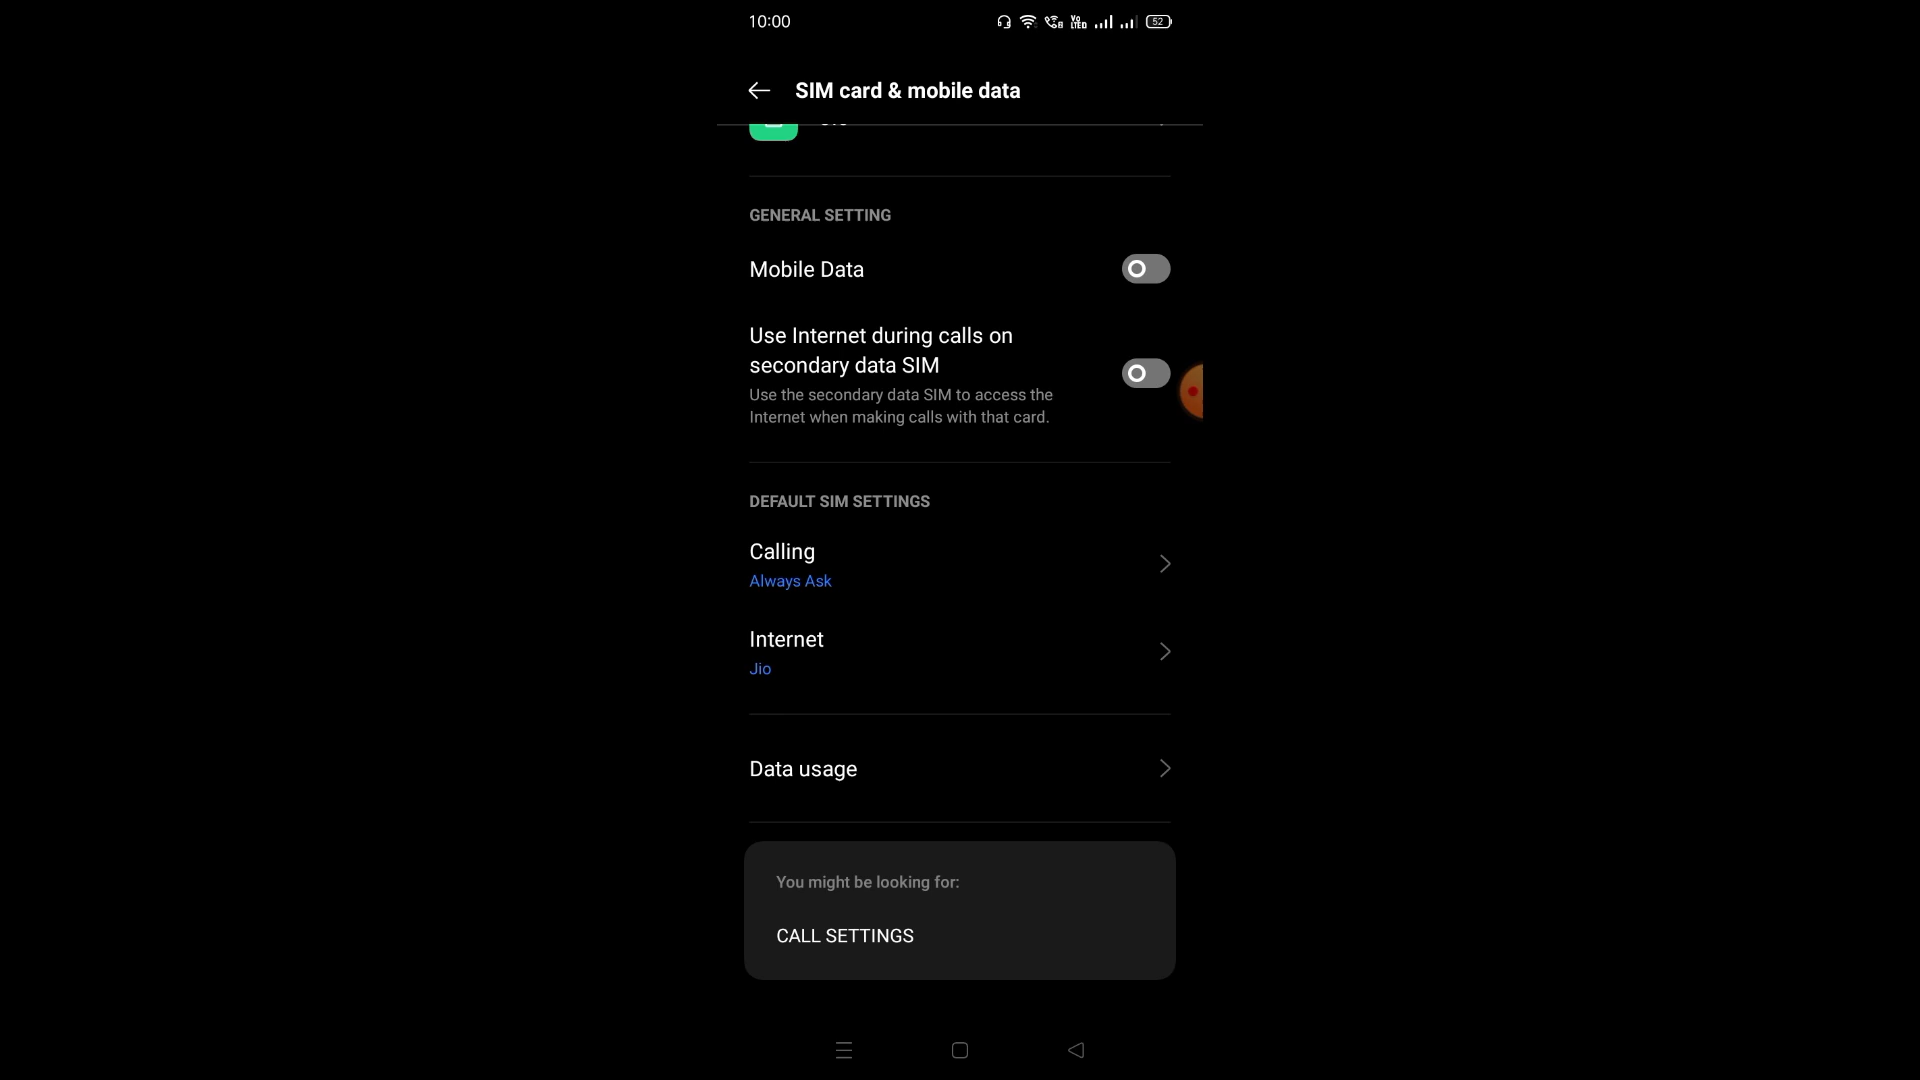 10:00
52
SIM card & mobile data
GENERAL SETTING
Mobile Data
Use Internet during calls on
secondary data SIM
Use the secondary data SIM to access the
Internet when making calls with that card.
DEFAULT SIM SETTINGS
Calling
Always Ask
Internet
Jio
Data usage
You might be looking for:
CALL SETTINGS